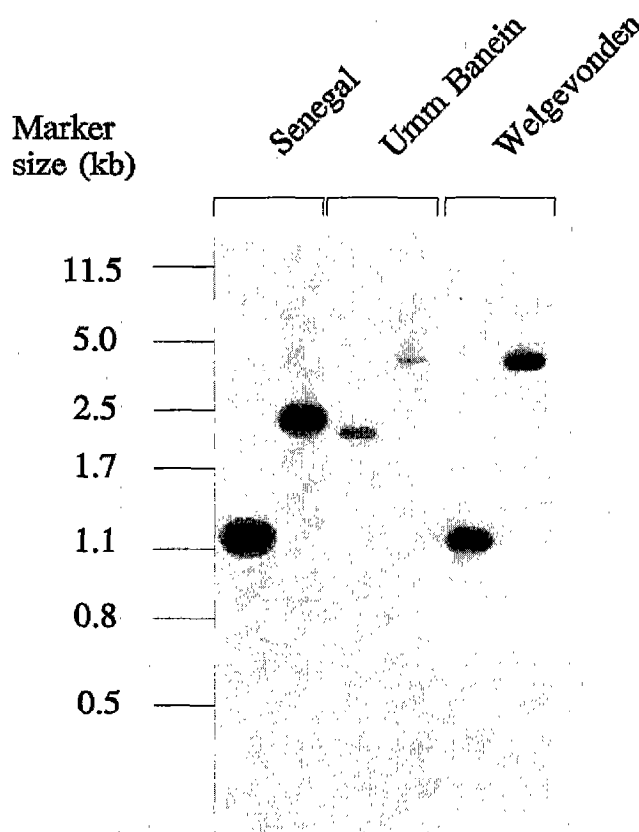 Senegal
Umm Banein
Welgevonden
Marker
size (kb)
11.5
5.0
2.5
1.7
1.1
0.8
0.5